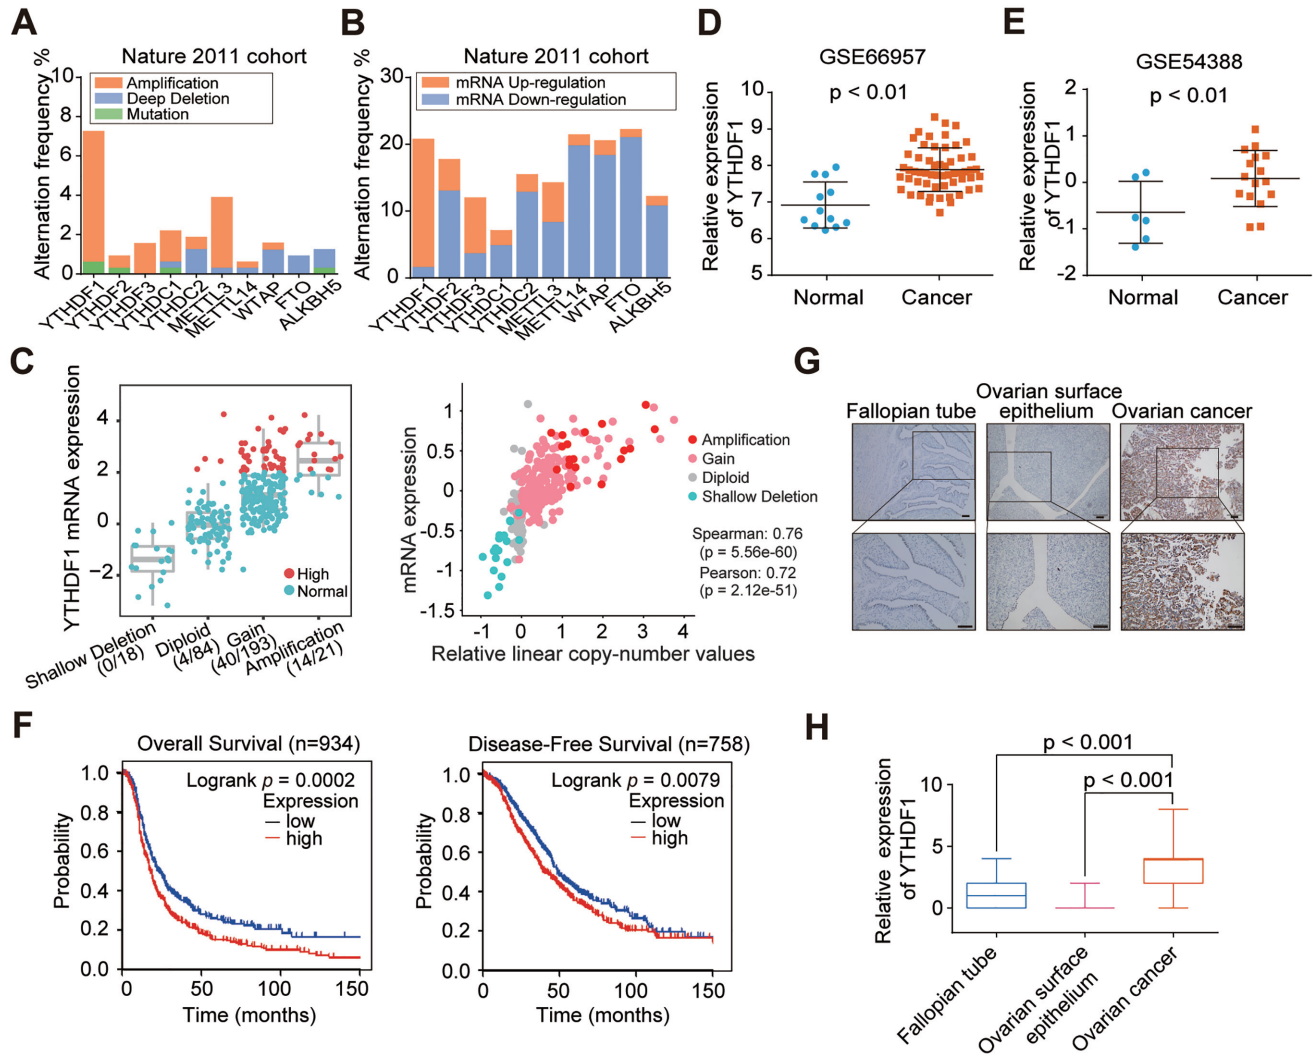 A
Nature 2011 cohort
Alternation frequency %
10
8
6
4
2
0
Amplification
Deep Deletion
Mutation
YTHDF1
YTHDF2
YTHDF3
YTHDC1
YTHDC2
METTL3
METTL14
WTAP
FTO
ALKBH5
B
Nature 2011 cohort
Alternation frequency %
30
20
10
0
mRNA Up-regulation
mRNA Down-regulation
YTHDF1
YTHDF2
YTHDF3
YTHDC1
YTHDC2
METTL3
METTL14
WTAP
FTO
ALKBH5
D
GSE66957
p < 0.01
Relative expression
of YTHDF1
10
9
8
7
6
5
Normal
Cancer
E
GSE54388
p < 0.01
Relative expression
of YTHDF1
2
1
0
-1
-2
Normal
Cancer
C
YTHDF1 mRNA expression
4
2
0
−2
High
Normal
Shallow Deletion
(0/18)
Diploid
(4/84)
Gain
(40/193)
Amplification
(14/21)
mRNA expression
1
0.5
0
-0.5
-1
-1.5
-1
0
1
2
3
4
Relative linear copy-number values
Amplification
Gain
Diploid
Shallow Deletion
Spearman: 0.76
(p = 5.56e-60)
Pearson: 0.72
(p = 2.12e-51)
G
Fallopian tube
Ovarian surface
epithelium
Ovarian cancer
F
Overall Survival (n=934)
Logrank p = 0.0002
Expression
low
high
Probability
1.0
0.8
0.6
0.4
0.2
0.0
0
50
100
150
Time (months)
Disease-Free Survival (n=758)
Logrank p = 0.0079
Expression
low
high
Probability
1.0
0.8
0.6
0.4
0.2
0.0
0
50
100
150
Time (months)
H
p < 0.001
p < 0.001
Relative expression
of YTHDF1
10
5
0
Fallopian tube
Ovarian surface
epithelium
Ovarian cancer